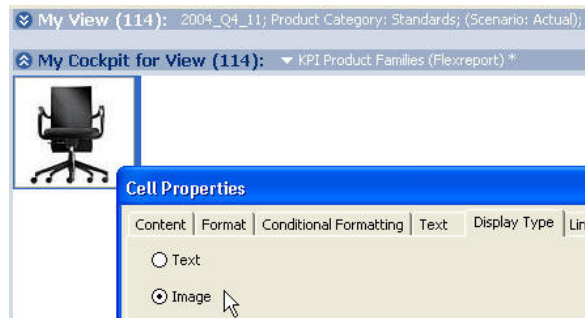 My View (114): 2004_Q4_11; Product Category: Standards; (Scenario: Actual);
My Cockpit for View (114): KPI Product Families (Flexreport) *
Cell Properties
Content Format Conditional Formatting Text Display Type Lin
Text
Image